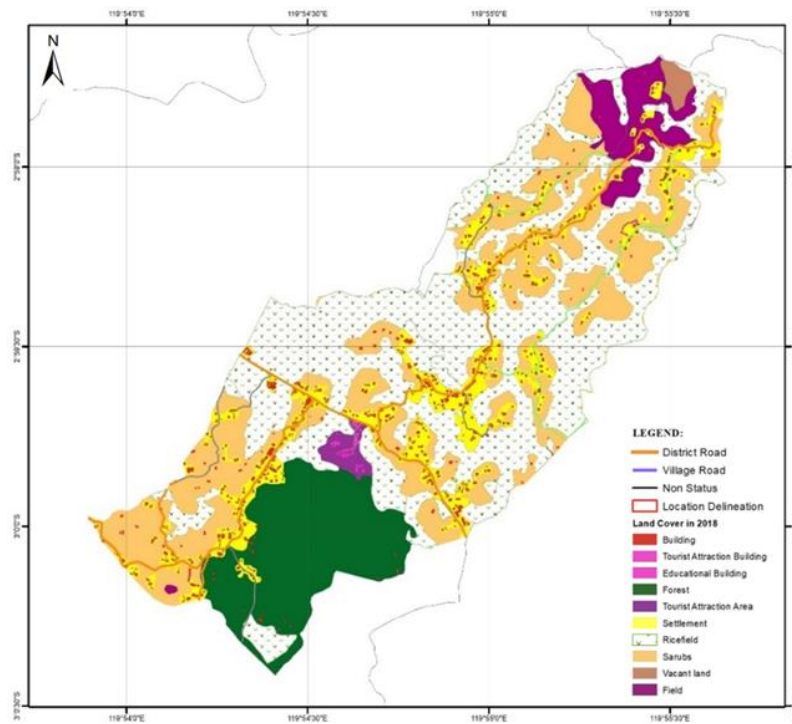 119°54'0"E 119°54'30"E 119°55'0"E 119°55'30"E
N
2°59'0"S
2°59'30"S
3°0'0"S
3°0'30"S
LEGEND:
District Road
Village Road
Non Status
Location Delineation
Land Cover in 2018
Building
Tourist Attraction Building
Educational Building
Forest
Tourist Attraction Area
Settlement
Ricefield
Sarubs
Vacant land
Field
119°54'0"E 119°54'30"E 119°55'0"E 119°55'30"E